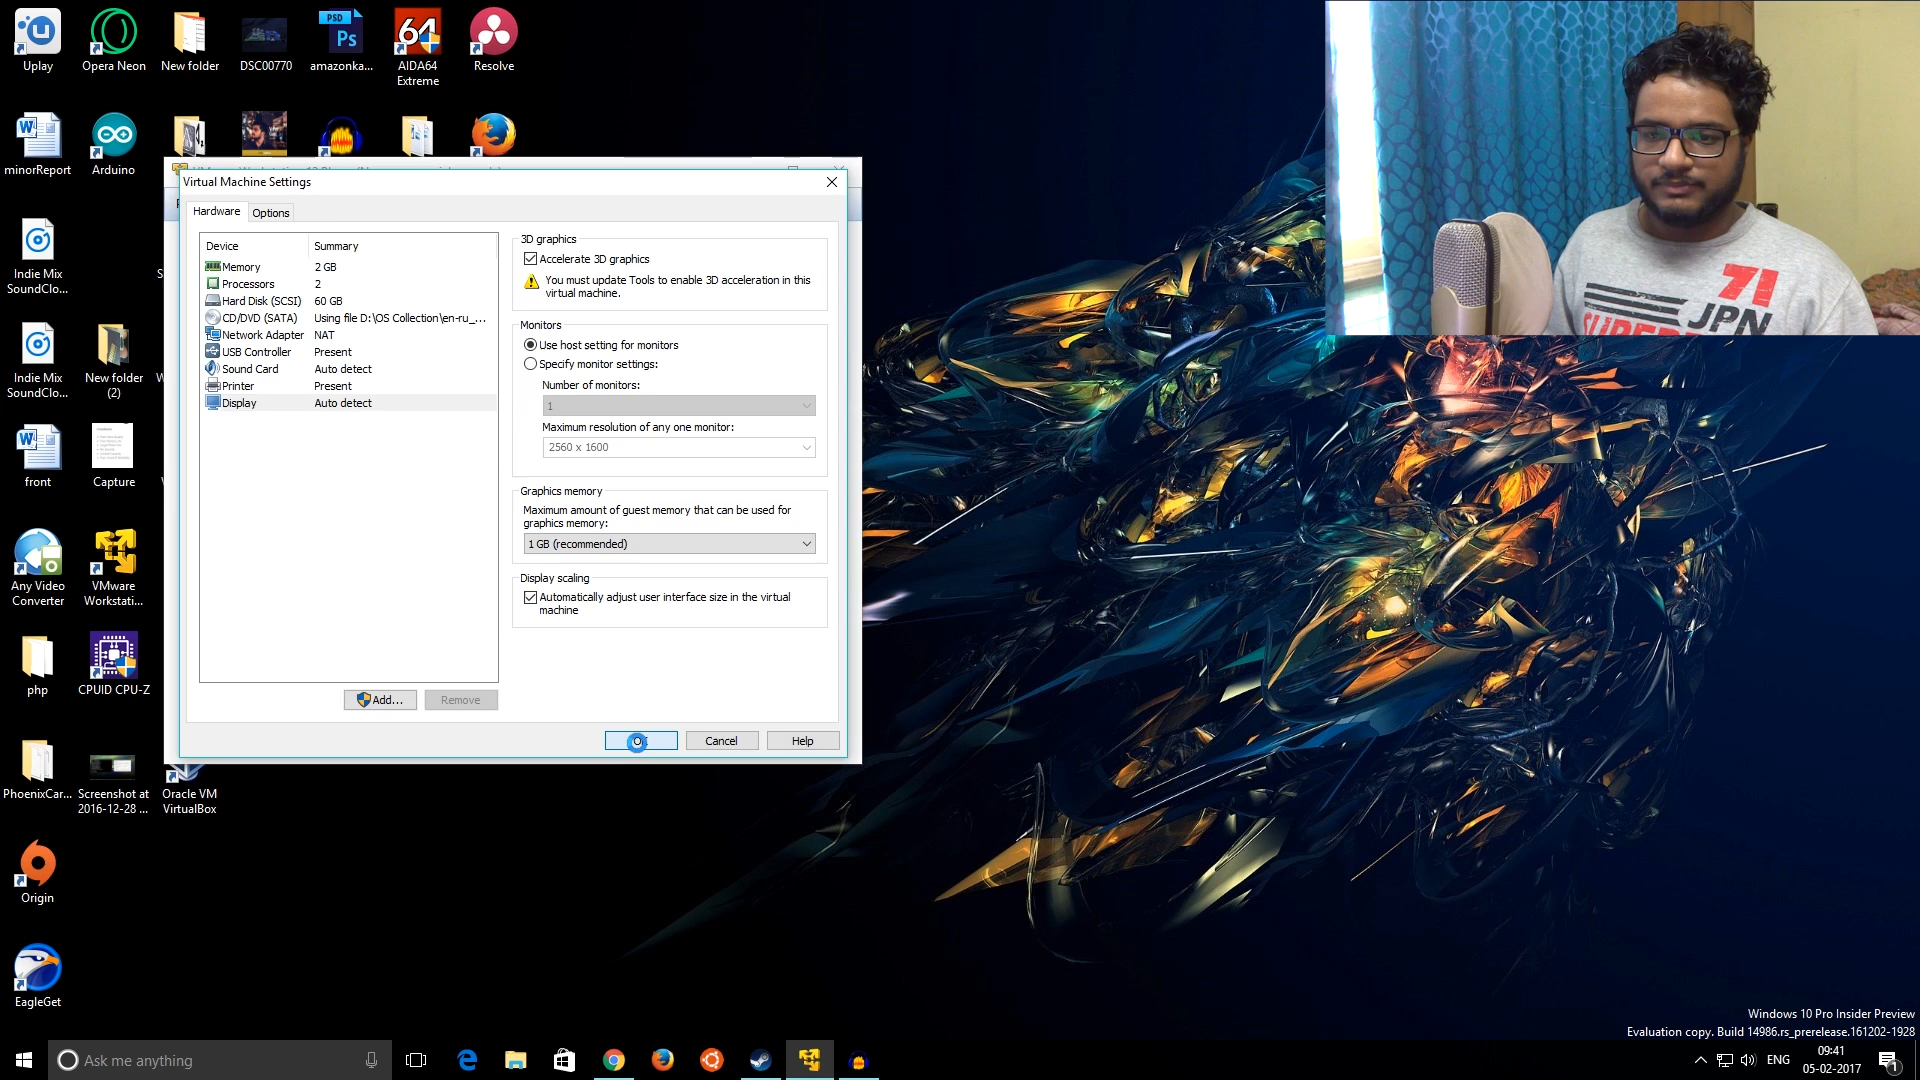 Uplay
Opera Neon
New folder
DSC00770
amazonka...
AIDA64
Extreme
Resolve
PSD
Ps
64
minorReport
Arduino
Virtual Machine Settings
Hardware
Options
Device
Summary
Memory
2 GB
Processors
2
Hard Disk (SCSI)
60 GB
CD/DVD (SATA)
Using file D:\OS Collection\en-ru_...
Network Adapter
NAT
USB Controller
Present
Sound Card
Auto detect
Printer
Present
Display
Auto detect
Add...
Remove
3D graphics
Accelerate 3D graphics
You must update Tools to enable 3D acceleration in this
virtual machine.
Monitors
Use host setting for monitors
Specify monitor settings:
Number of monitors:
1
Maximum resolution of any one monitor:
2560 x 1600
Graphics memory
Maximum amount of guest memory that can be used for
graphics memory:
1 GB (recommended)
Display scaling
Automatically adjust user interface size in the virtual
machine
Cancel
Help
Indie Mix
SoundClo...
Indie Mix
SoundClo...
New folder
(2)
front
Capture
Any Video
Converter
VMware
Workstati...
php
CPUID CPU-Z
PhoenixCar...
Screenshot at
2016-12-28 ...
Oracle VM
VirtualBox
Origin
EagleGet
71
JPN
Windows 10 Pro Insider Preview
Evaluation copy. Build 14986.rs_prerelease.161202-1928
Ask me anything
ENG
09:41
05-02-2017
1